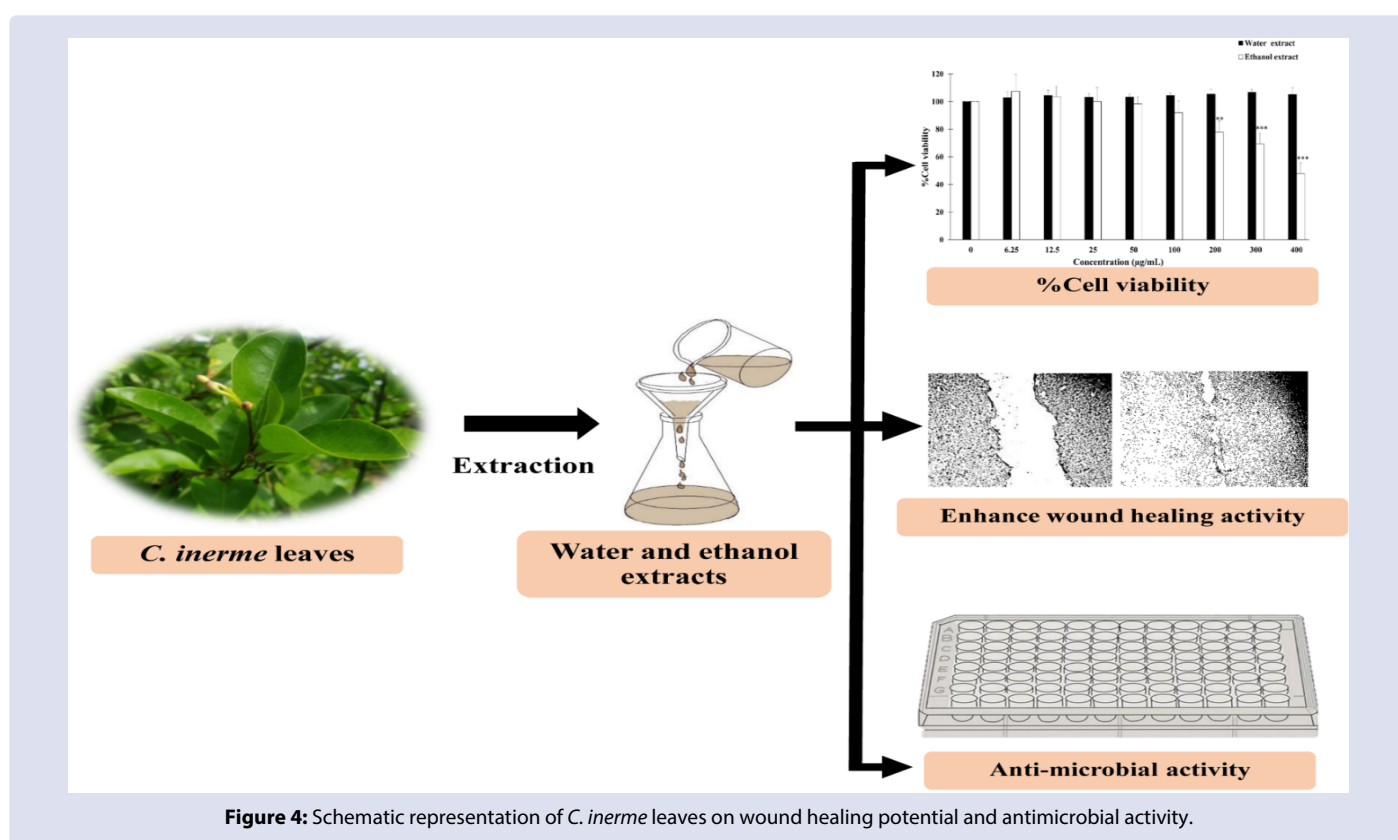 Water extract
Ethanol extract
120
100
80
60
40
20
0
%Cell viability
**
***
***
0 6.25 12.5 25 50 100 200 300 400
Concentration (µg/mL)
%Cell viability
Extraction
C. inerme leaves
Water and ethanol
extracts
Enhance wound healing activity
A
B
C
D
E
F
G
Anti-microbial activity
Figure 4: Schematic representation of C. inerme leaves on wound healing potential and antimicrobial activity.